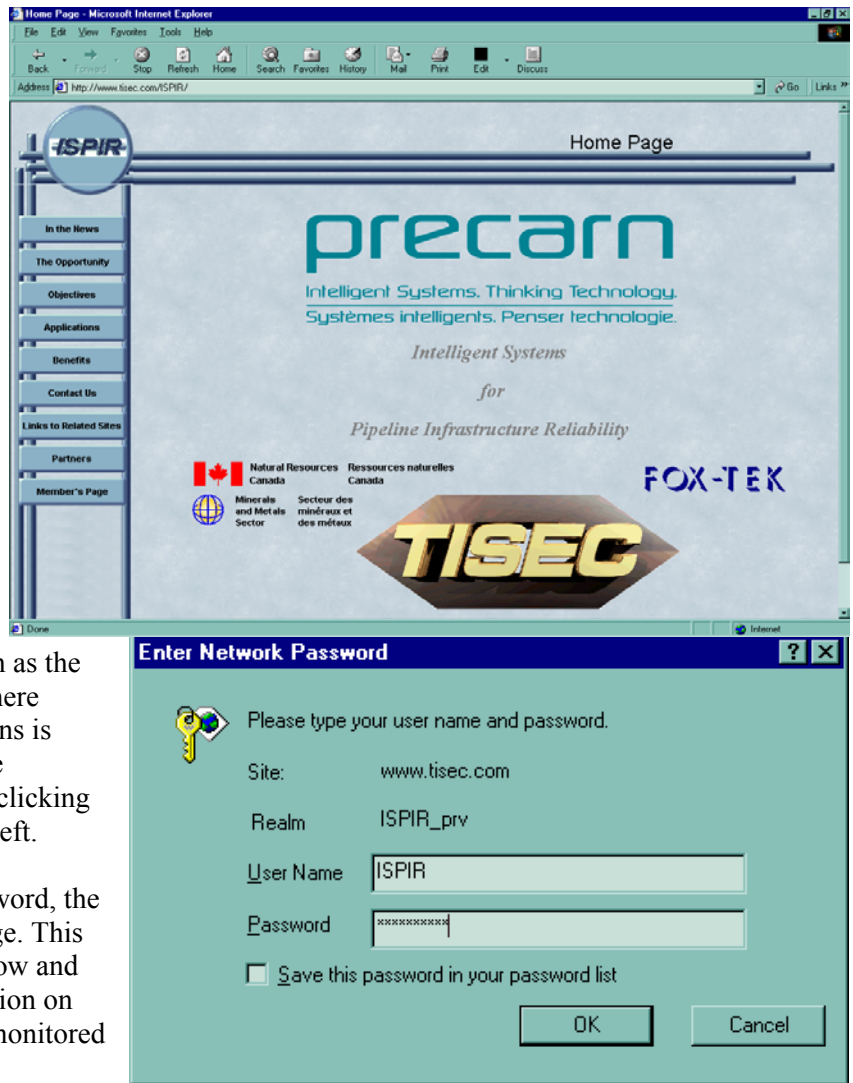 Home Page - Microsoft Internet Explorer
File Edit View Favorites Tools Help
Back Forward Stop Refresh Home Search Favorites History Mail Print Edit Discuss
Address http://www.tisec.com/ISPIR/ Go Links »
ISPIR
Home Page
In the News
The Opportunity
Objectives
Applications
Benefits
Contact Us
Links to Related Sites
Partners
Member's Page
precarn
Intelligent Systems. Thinking Technology.
Systèmes intelligents. Penser technologie.
Intelligent Systems
for
Pipeline Infrastructure Reliability
Natural Resources Ressources naturelles
Canada Canada
Minerals Secteur des
and Metals minéraux et
Sector des métaux
FOX-TEK
TISEC
Done Internet
as the
ns is
clicking
eft.
word, the
ge. This
ow and
ion on
monitored
Enter Network Password
Please type your user name and password.
Site: www.tisec.com
Realm ISPIR_prv
User Name ISPIR
Password **********
Save this password in your password list
OK Cancel